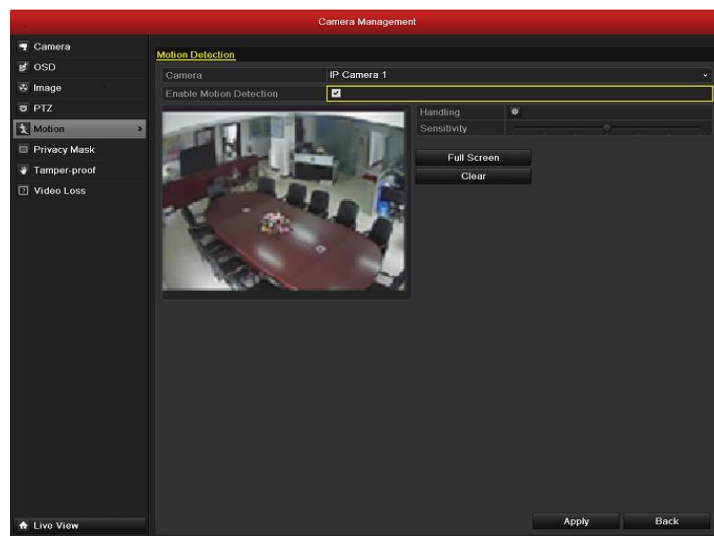 Camera Management
Camera
OSD
Image
PTZ
Motion
Privacy Mask
Tamper-proof
Video Loss
Live View
Motion Detection
Camera IP Camera 1
Enable Motion Detection
Handling
Sensitivity
Full Screen
Clear
Apply Back